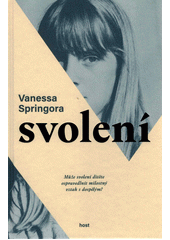 Vanessa
Springora
svolení
Může svolení dítěte
ospravedlnit milostný
vztah s dospělým?
host